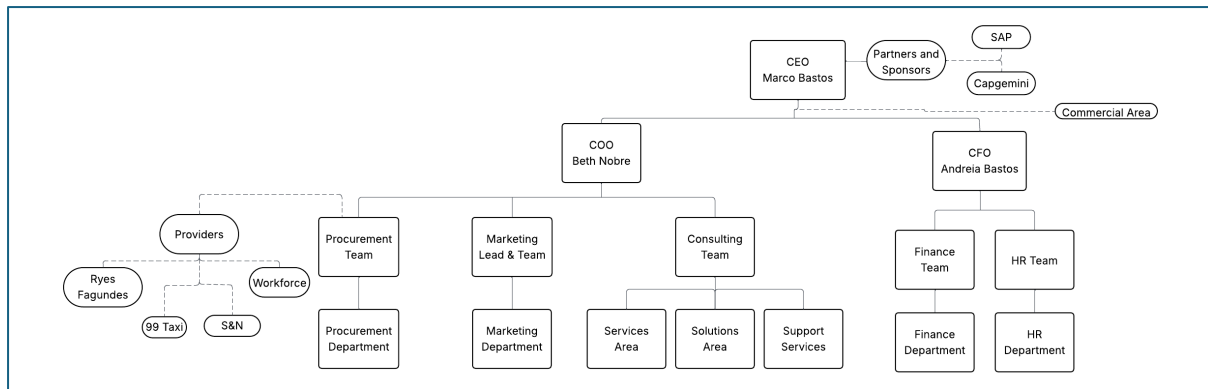 SAP
CEO
Marco Bastos
Partners and
Sponsors
Capgemini
Commercial Area
COO
Beth Nobre
CFO
Andreia Bastos
Providers
Procurement
Team
Marketing
Lead & Team
Consulting
Team
Finance
Team
HR Team
Ryes
Fagundes
Workforce
99 Taxi
S&N
Procurement
Department
Marketing
Department
Services
Area
Solutions
Area
Support
Services
Finance
Department
HR
Department